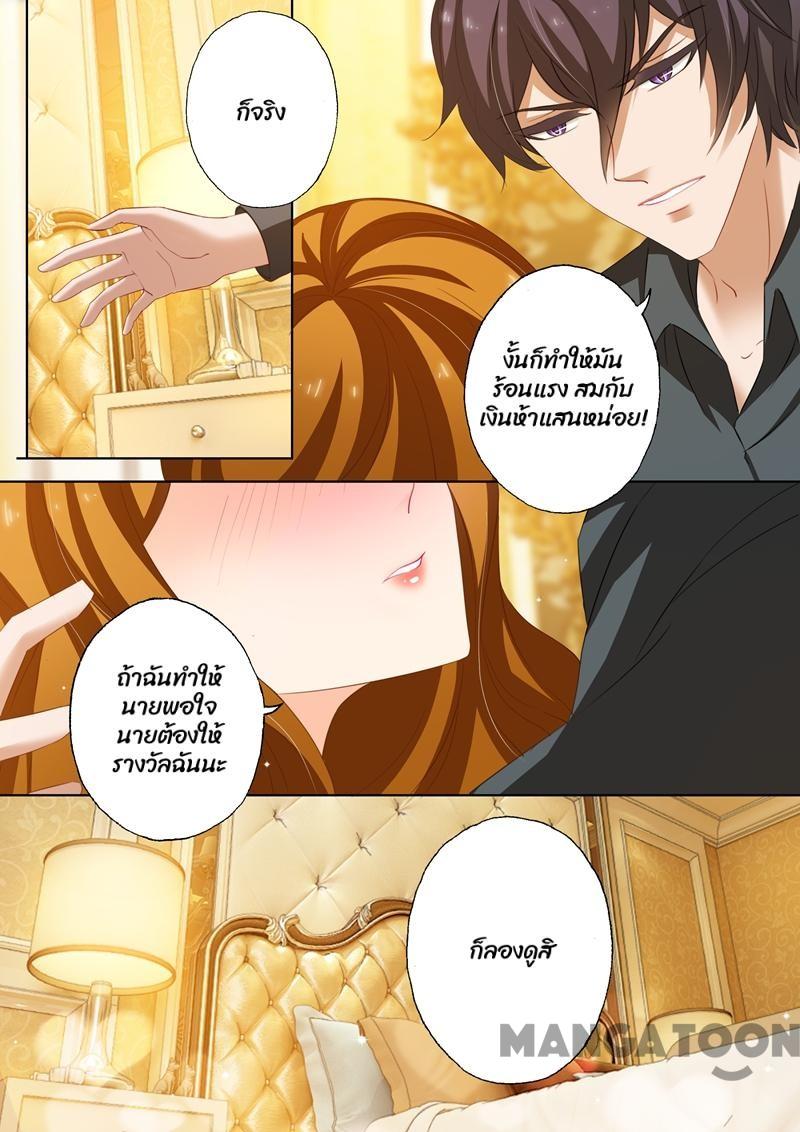 ก็จริง
งั้นก็ทำให้มัน
ร้อนแรง สมกับ
เงินห้าแสนหน่อย!
ถ้าฉันทำให้
นายพอใจ
นายต้องให้
รางวัลฉันนะ
ก็ลองดูสิ
MANGATOON